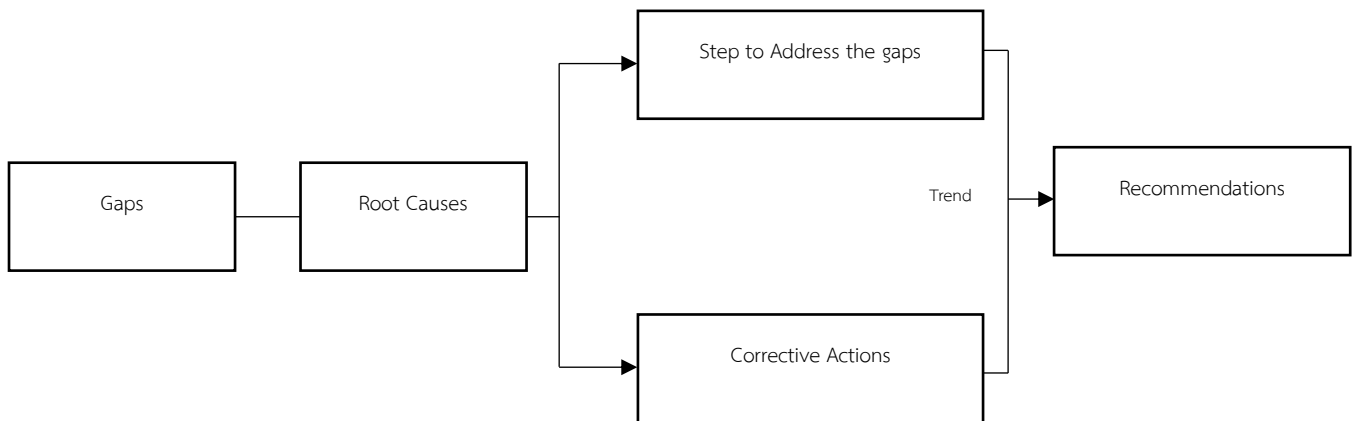 Step to Address the gaps
Gaps
Root Causes
Trend
Recommendations
Corrective Actions